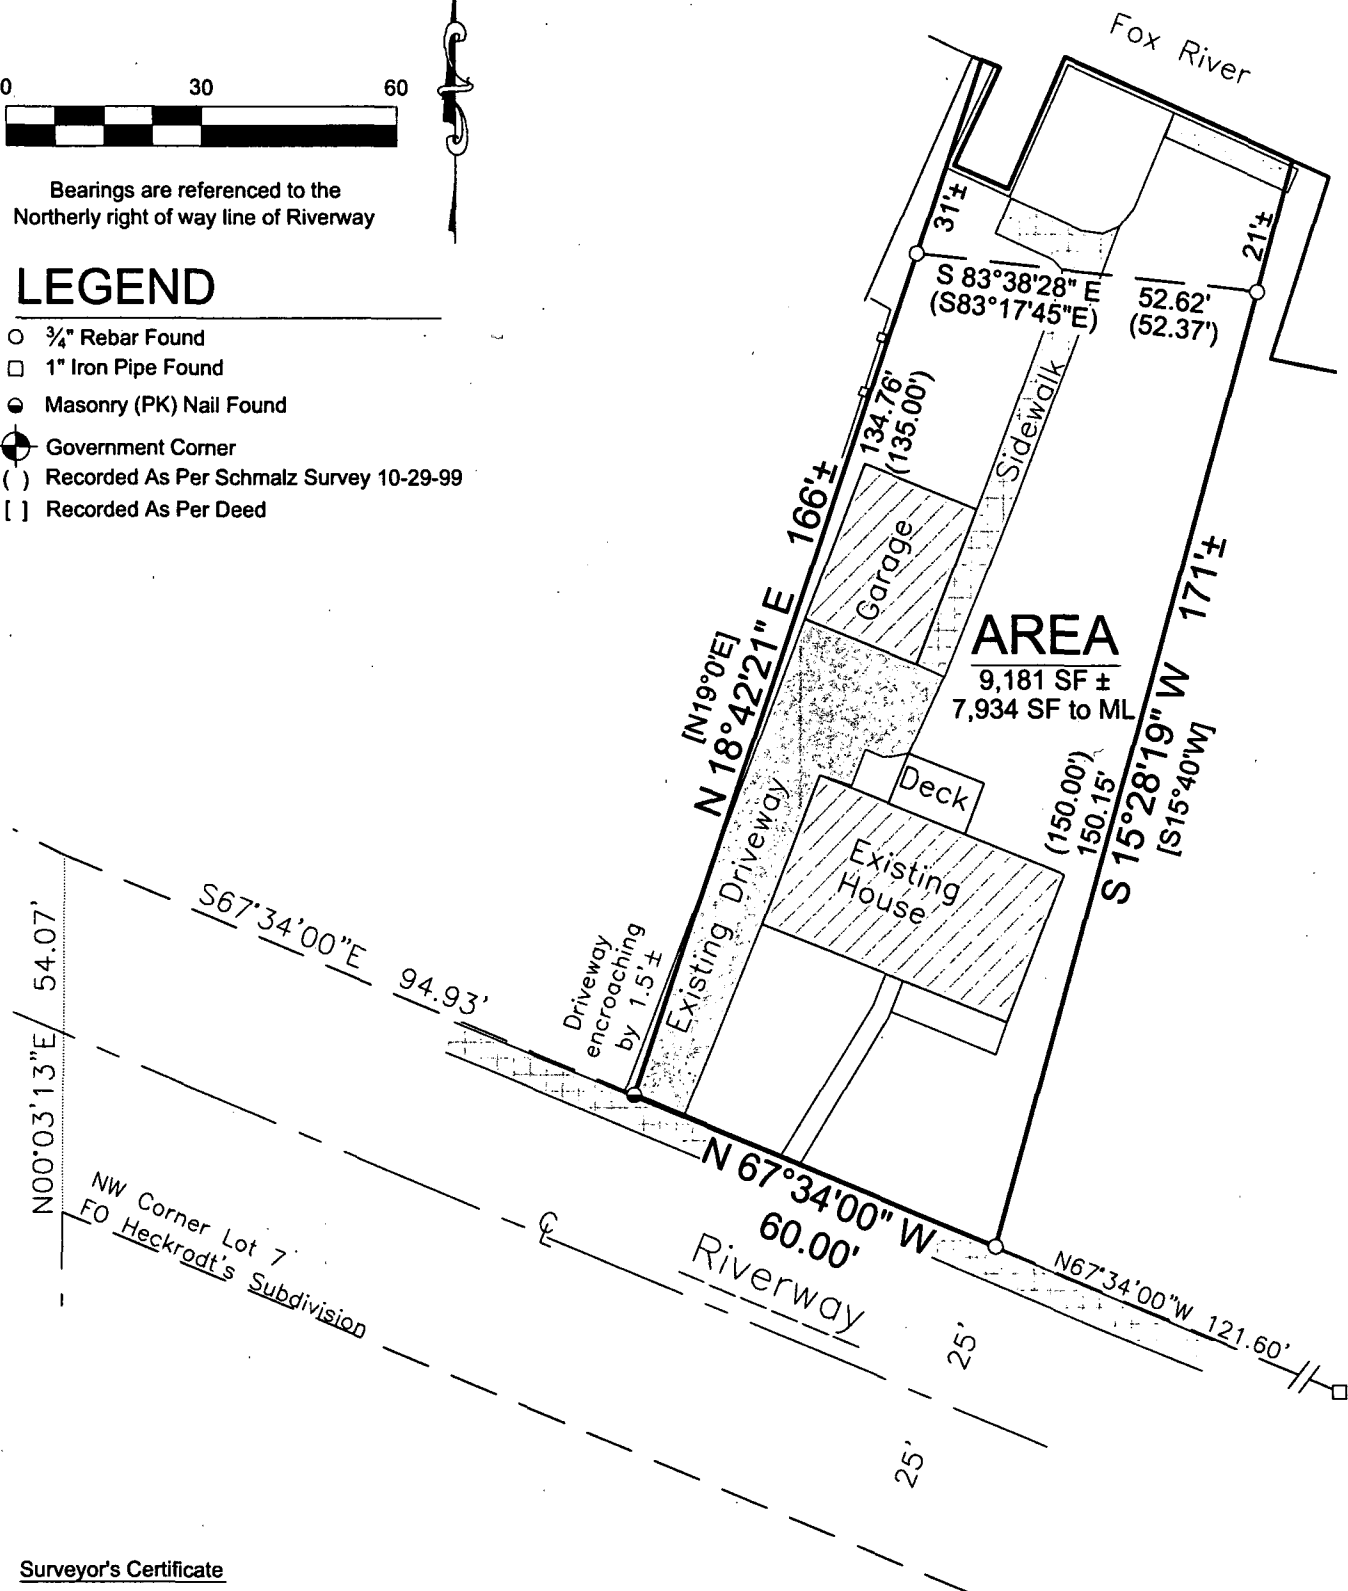 Fox River
0 30 60
Bearings are referenced to the
Northerly right of way line of Riverway
LEGEND
¾" Rebar Found
1" Iron Pipe Found
Masonry (PK) Nail Found
Government Corner
( ) Recorded As Per Schmalz Survey 10-29-99
[ ] Recorded As Per Deed
31'±
21'±
S 83°38'28" E 52.62'
(S83°17'45"E) (52.37')
134.76'
(135.00')
Sidewalk
166'±
N 18°42'21" E
[N19°0'E]
Garage
171'±
S 15°28'19" W
[S15°40'W]
(150.00')
150.15'
AREA
9,181 SF ±
7,934 SF to ML
Deck
Existing
House
Existing Driveway
Driveway
encroaching
by 1.5'±
S67°34'00"E 94.93'
N00°03'13"E 54.07'
NW Corner Lot 7
FO Heckrodt's Subdivision
N 67°34'00" W
60.00'
℄
Riverway
N67°34'00"W 121.60'
25'
25'
Surveyor's Certificate